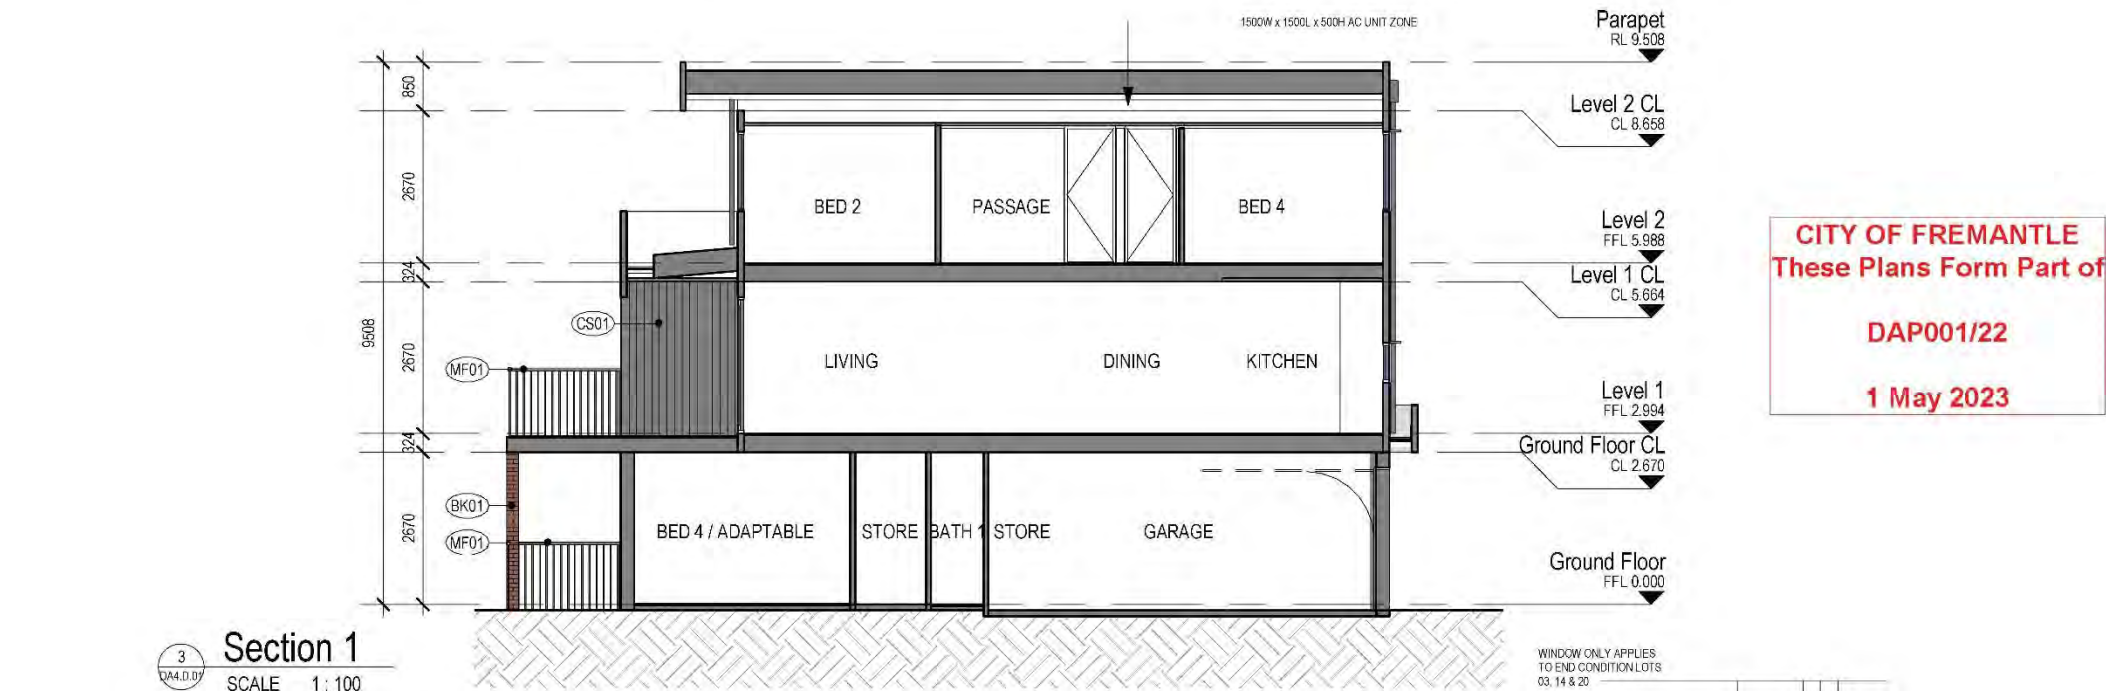 1500W x 1500L x 500H AC UNIT ZONE
Parapet
RL 9.508
850
Level 2 CL
CL 8.658
2670
BED 2
PASSAGE
BED 4
Level 2
FFL 5.988
CITY OF FREMANTLE
These Plans Form Part of
DAP001/22
1 May 2023
324
Level 1 CL
CL 5.664
9508
CS01
2670
LIVING
DINING
KITCHEN
MF01
Level 1
FFL 2.994
324
Ground Floor CL
CL 2.670
BK01
2670
BED 4 / ADAPTABLE
STORE
BATH 1
STORE
GARAGE
MF01
Ground Floor
FFL 0.000
3
DA4.D.01
Section 1
SCALE 1 : 100
WINDOW ONLY APPLIES
TO END CONDITION LOTS
03, 14 & 20